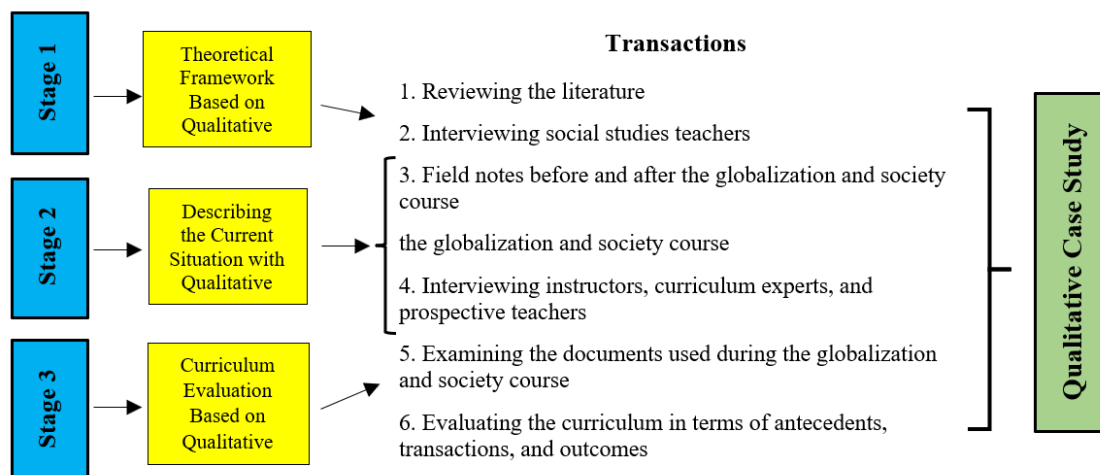 Stage 1
Theoretical
Framework
Based on
Qualitative
Stage 2
Describing
the Current
Situation with
Qualitative
Stage 3
Curriculum
Evaluation
Based on
Qualitative
Transactions
1. Reviewing the literature
2. Interviewing social studies teachers
3. Field notes before and after the globalization and society
course
the globalization and society course
4. Interviewing instructors, curriculum experts, and
prospective teachers
5. Examining the documents used during the globalization
and society course
6. Evaluating the curriculum in terms of antecedents,
transactions, and outcomes
Qualitative Case Study